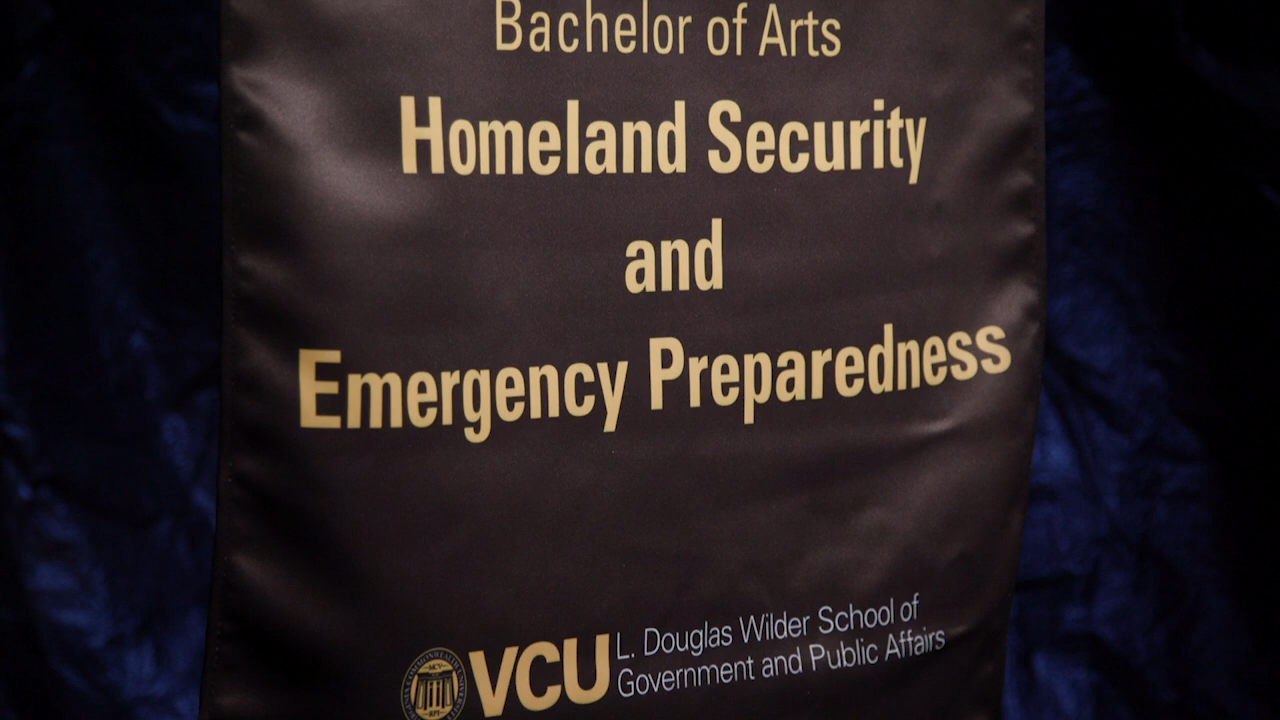 Bachelor of Arts
Homeland Security
and
Emergency Preparedness
VCU
L. Douglas Wilder School of
Government and Public Affairs